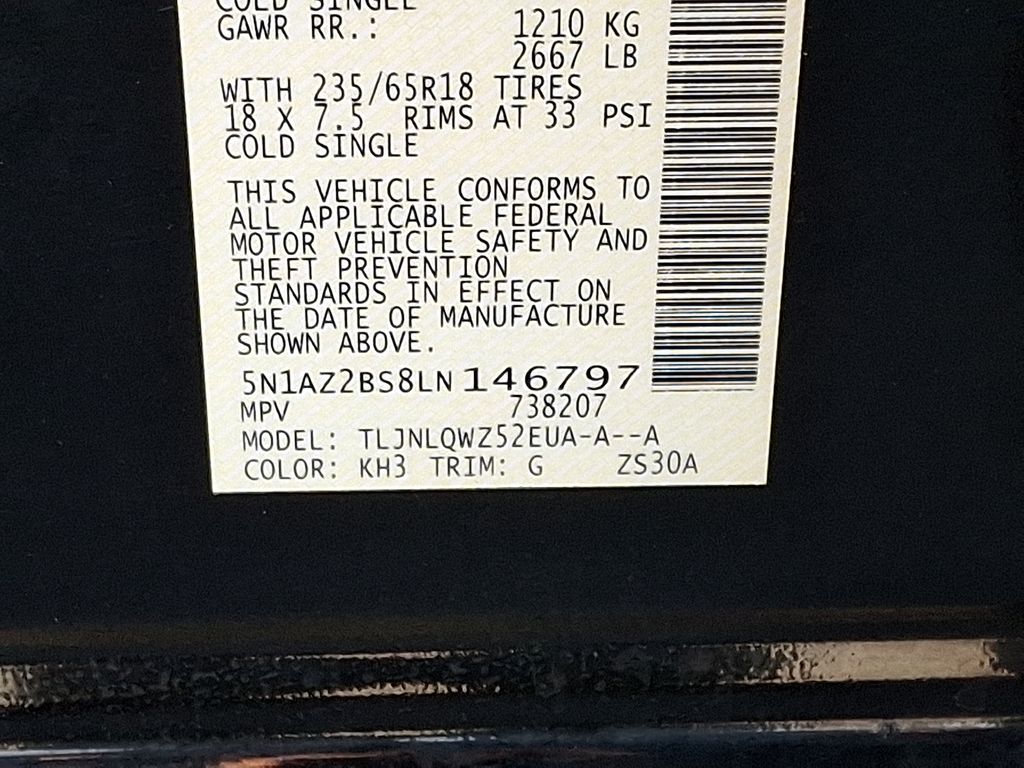 COLD SINGLE
GAWR RR.: 1210 KG
2667 LB
WITH 235/65R18 TIRES
18 X 7.5 RIMS AT 33 PSI
COLD SINGLE
THIS VEHICLE CONFORMS TO
ALL APPLICABLE FEDERAL
MOTOR VEHICLE SAFETY AND
THEFT PREVENTION
STANDARDS IN EFFECT ON
THE DATE OF MANUFACTURE
SHOWN ABOVE.
5N1AZ2BS8LN146797
MPV 738207
MODEL: TLJNLQWZ52EUA-A--A
COLOR: KH3 TRIM: G ZS30A